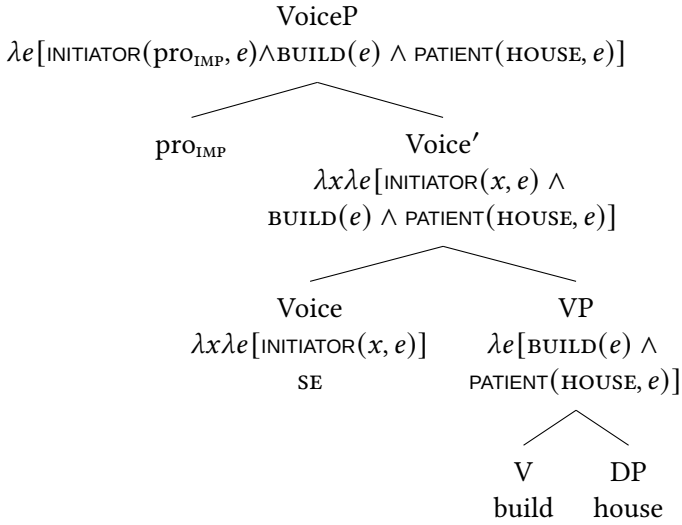 VoiceP
λe[INITIATOR(pro_IMP, e)∧BUILD(e) ∧ PATIENT(HOUSE, e)]
pro_IMP Voice′
λxλe[INITIATOR(x, e) ∧
BUILD(e) ∧ PATIENT(HOUSE, e)]
Voice VP
λxλe[INITIATOR(x, e)] λe[BUILD(e) ∧
SE PATIENT(HOUSE, e)]
V DP
build house